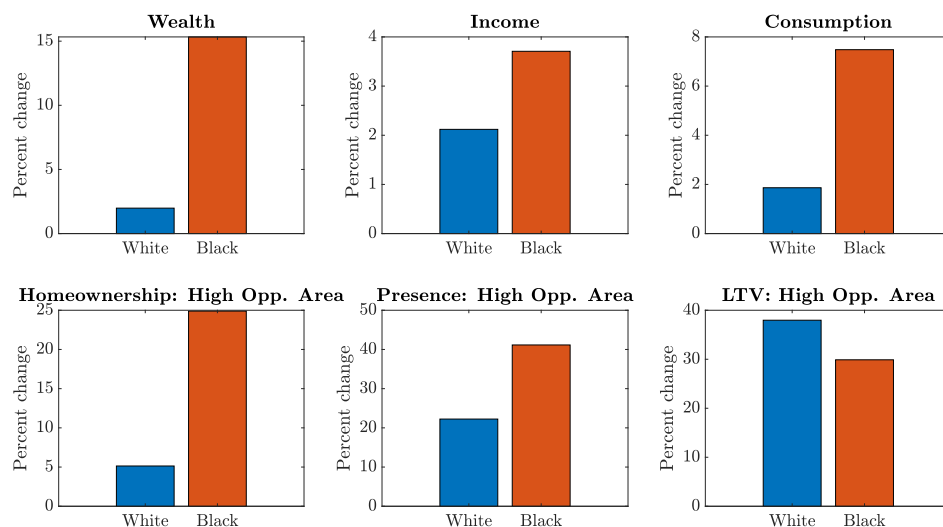 Wealth
Percent change
15
10
5
0
White Black
Income
Percent change
4
3
2
1
0
White Black
Consumption
Percent change
8
6
4
2
0
White Black
Homeownership: High Opp. Area
Percent change
25
20
15
10
5
0
White Black
Presence: High Opp. Area
Percent change
50
40
30
20
10
0
White Black
LTV: High Opp. Area
Percent change
40
30
20
10
0
White Black